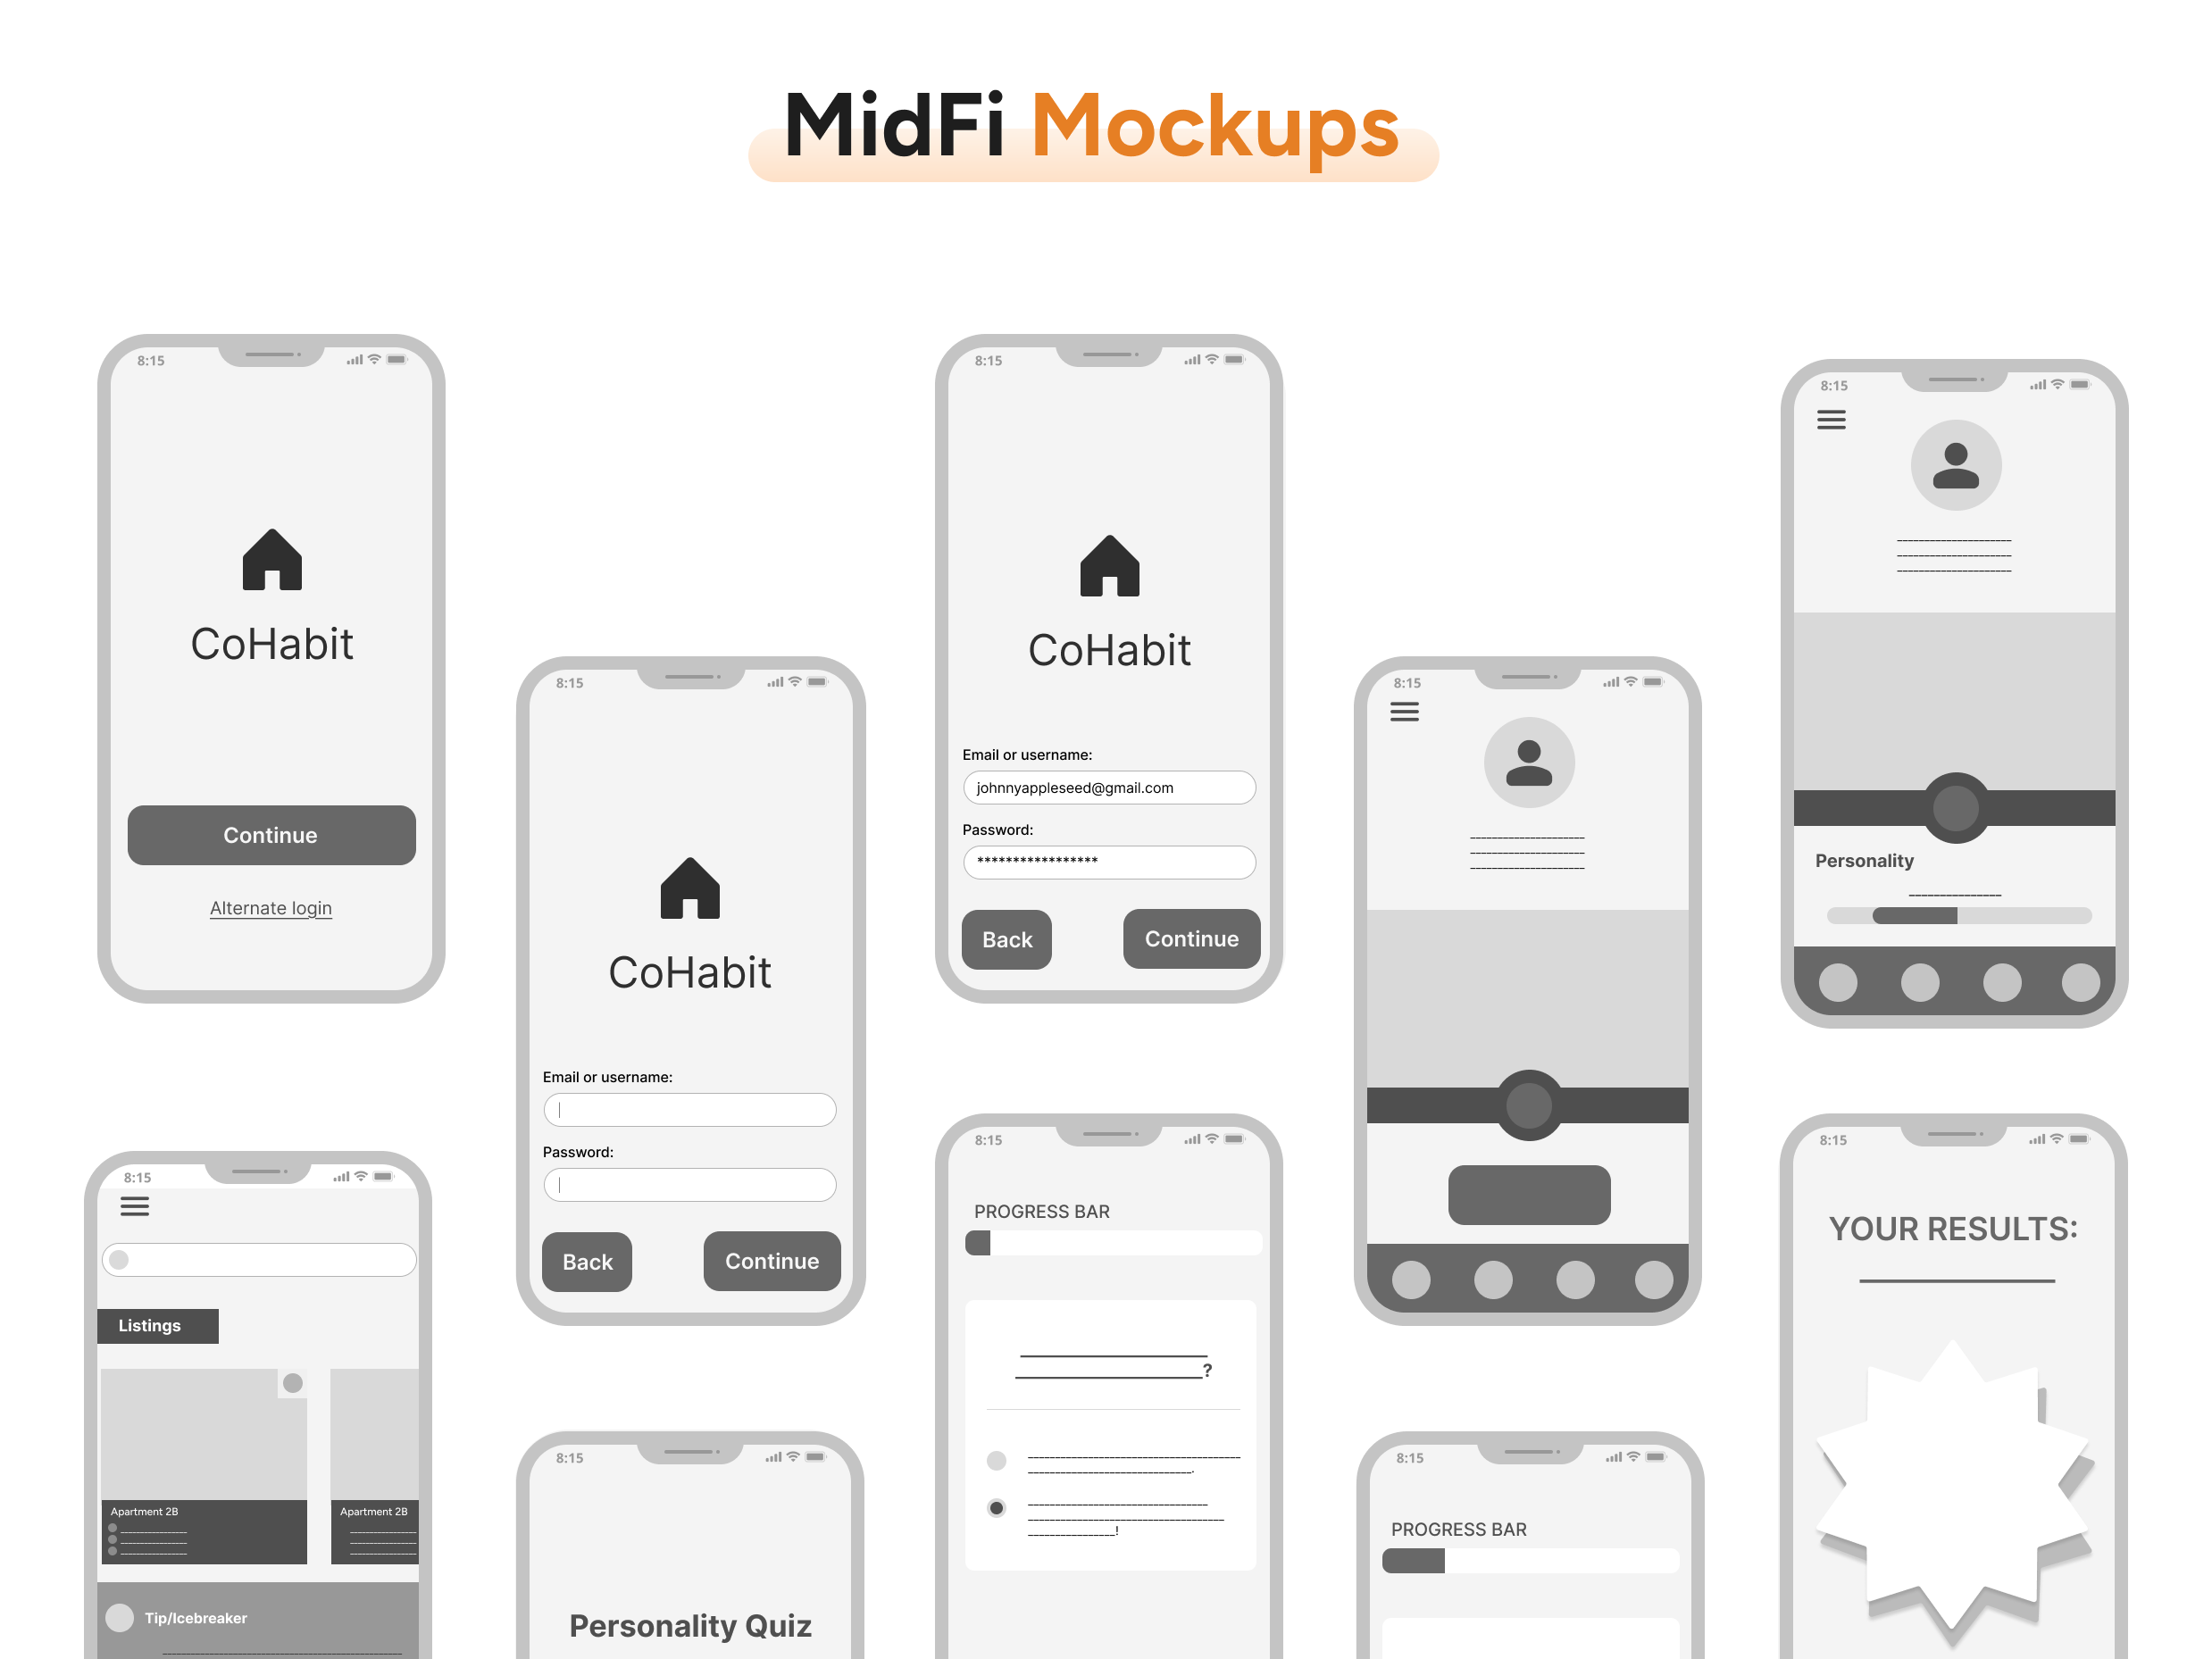 MidFi Mockups
8:15
CoHabit
Continue
Alternate login
8:15
CoHabit
Email or username:
Password:
Back
Continue
8:15
CoHabit
Email or username:
johnnyappleseed@gmail.com
Password:
*****************
Back
Continue
8:15
8:15
Personality
8:15
Listings
Apartment 2B
Apartment 2B
Tip/Icebreaker
8:15
Personality Quiz
8:15
PROGRESS BAR
?
.
!
8:15
PROGRESS BAR
8:15
YOUR RESULTS: